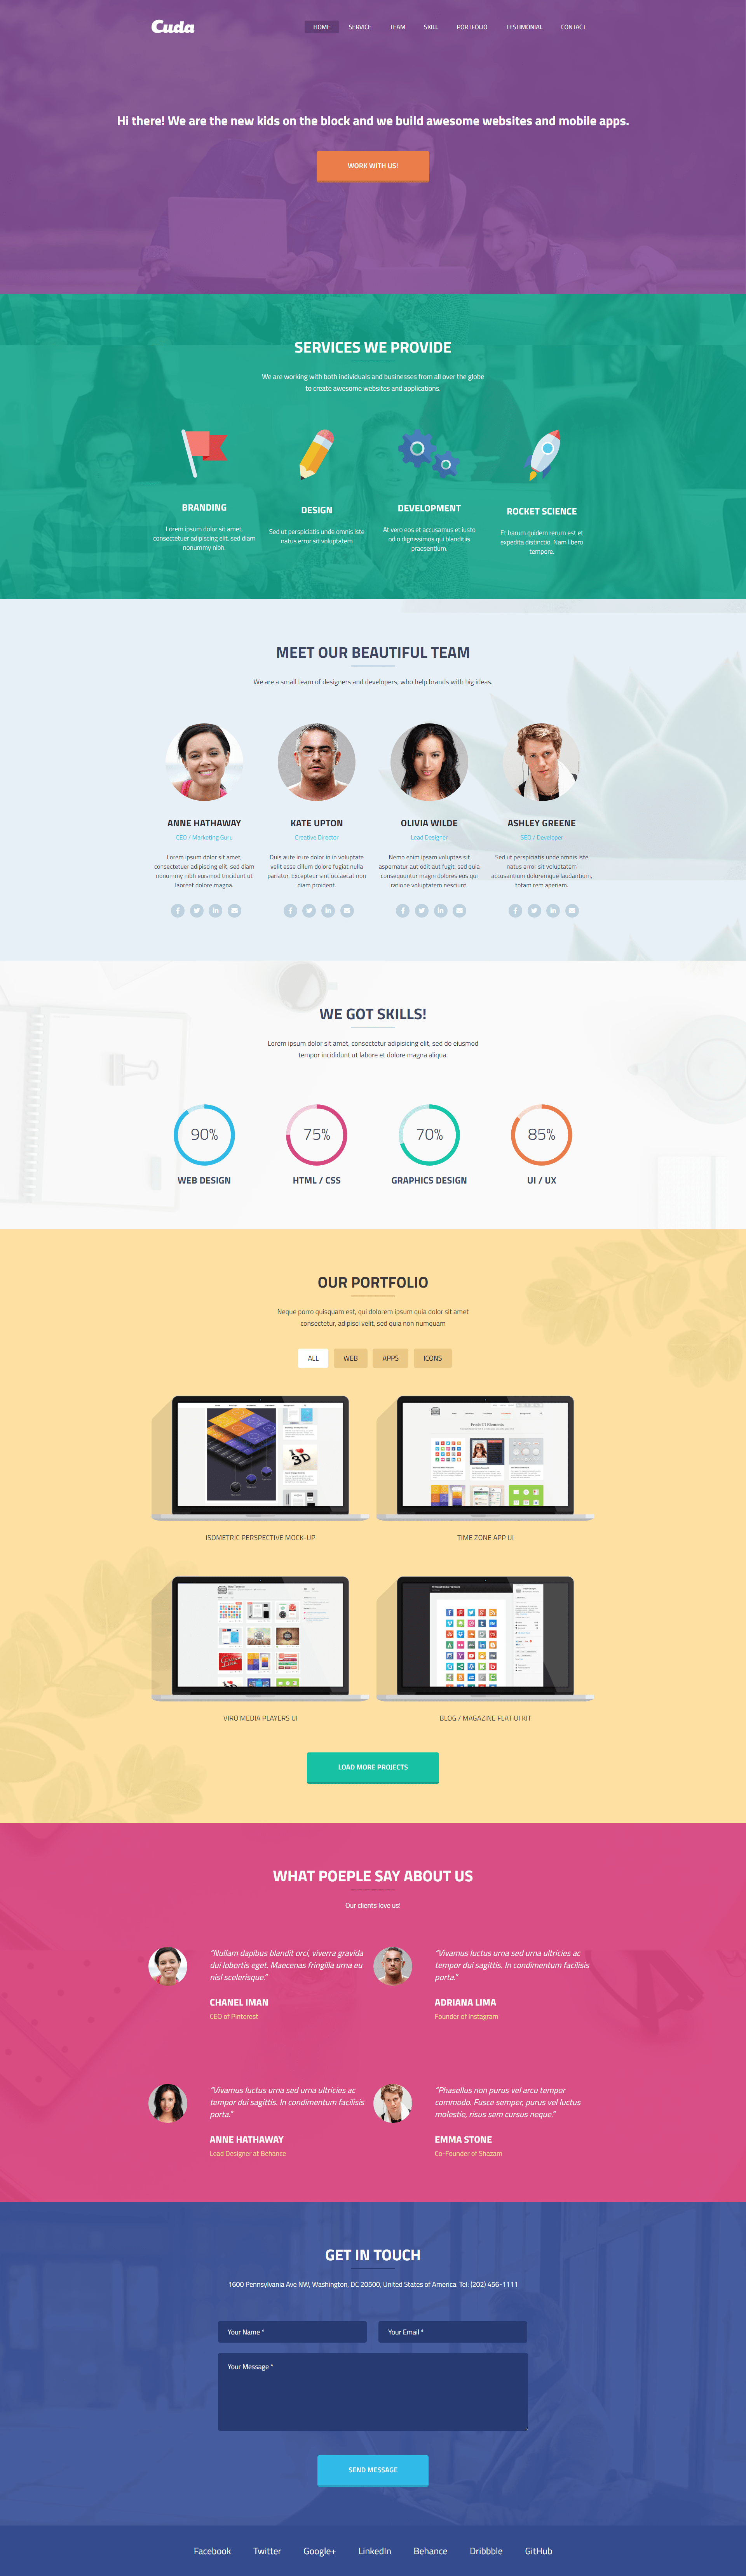 Cuda
HOME SERVICE TEAM SKILL PORTFOLIO TESTIMONIAL CONTACT
Hi there! We are the new kids on the block and we build awesome websites and mobile apps.
WORK WITH US!
SERVICES WE PROVIDE
We are working with both individuals and businesses from all over the globe
to create awesome websites and applications.
BRANDING
Lorem ipsum dolor sit amet,
consectetuer adipiscing elit, sed diam
nonummy nibh.
DESIGN
Sed ut perspiciatis unde omnis iste
natus error sit voluptatem
DEVELOPMENT
At vero eos et accusamus et iusto
odio dignissimos qui blanditiis
praesentium.
ROCKET SCIENCE
Et harum quidem rerum est et
expedita distinctio. Nam libero
tempore.
MEET OUR BEAUTIFUL TEAM
We are a small team of designers and developers, who help brands with big ideas.
ANNE HATHAWAY
CEO / Marketing Guru
Lorem ipsum dolor sit amet,
consectetuer adipiscing elit, sed diam
nonummy nibh euismod tincidunt ut
laoreet dolore magna.
KATE UPTON
Creative Director
Duis aute irure dolor in in voluptate
velit esse cillum dolore fugiat nulla
pariatur. Excepteur sint occaecat non
diam proident.
OLIVIA WILDE
Lead Designer
Nemo enim ipsam voluptas sit
aspernatur aut odit aut fugit, sed quia
consequuntur magni dolores eos qui
ratione voluptatem nesciunt.
ASHLEY GREENE
SEO / Developer
Sed ut perspiciatis unde omnis iste
natus error sit voluptatem
accusantium doloremque laudantium,
totam rem aperiam.
WE GOT SKILLS!
Lorem ipsum dolor sit amet, consectetur adipisicing elit, sed do eiusmod
tempor incididunt ut labore et dolore magna aliqua.
90%
WEB DESIGN
75%
HTML / CSS
70%
GRAPHICS DESIGN
85%
UI / UX
OUR PORTFOLIO
Neque porro quisquam est, qui dolorem ipsum quia dolor sit amet
consectetur, adipisci velit, sed quia non numquam
ALL WEB APPS ICONS
I 3D
ISOMETRIC PERSPECTIVE MOCK-UP
Fresh UI Elements
TIME ZONE APP UI
VIRO MEDIA PLAYERS UI
BLOG / MAGAZINE FLAT UI KIT
LOAD MORE PROJECTS
WHAT POEPLE SAY ABOUT US
Our clients love us!
“Nullam dapibus blandit orci, viverra gravida
dui lobortis eget. Maecenas fringilla urna eu
nisl scelerisque.”
CHANEL IMAN
CEO of Pinterest
“Vivamus luctus urna sed urna ultricies ac
tempor dui sagittis. In condimentum facilisis
porta.”
ADRIANA LIMA
Founder of Instagram
“Vivamus luctus urna sed urna ultricies ac
tempor dui sagittis. In condimentum facilisis
porta.”
ANNE HATHAWAY
Lead Designer at Behance
“Phasellus non purus vel arcu tempor
commodo. Fusce semper, purus vel luctus
molestie, risus sem cursus neque.”
EMMA STONE
Co-Founder of Shazam
GET IN TOUCH
1600 Pennsylvania Ave NW, Washington, DC 20500, United States of America. Tel: (202) 456-1111
Your Name *
Your Email *
Your Message *
SEND MESSAGE
Facebook Twitter Google+ LinkedIn Behance Dribbble GitHub